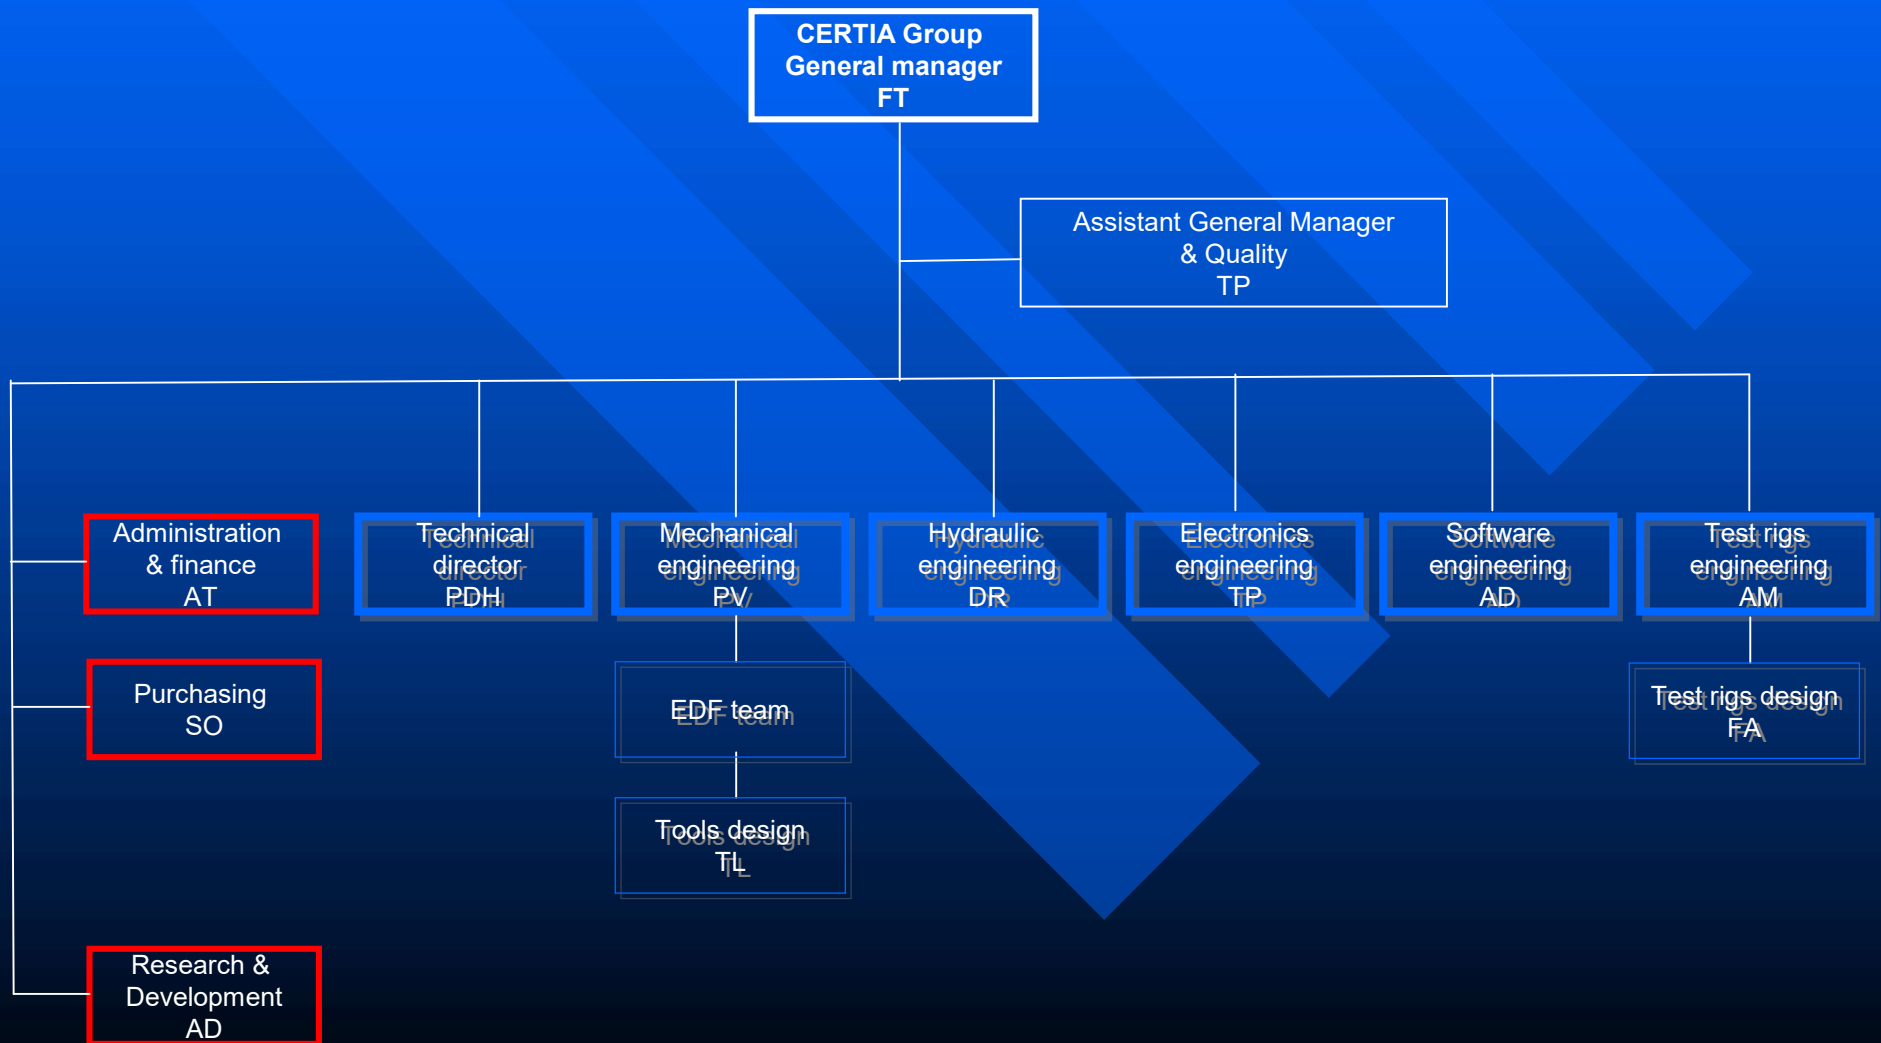 CERTIA Group
General manager
FT
Assistant General Manager
& Quality
TP
Administration
& finance
AT
Technical
director
PDH
Mechanical
engineering
PV
Hydraulic
engineering
DR
Electronics
engineering
TP
Software
engineering
AD
Test rigs
engineering
AM
Purchasing
SO
EDF team
Test rigs design
FA
Tools design
TL
Research &
Development
AD